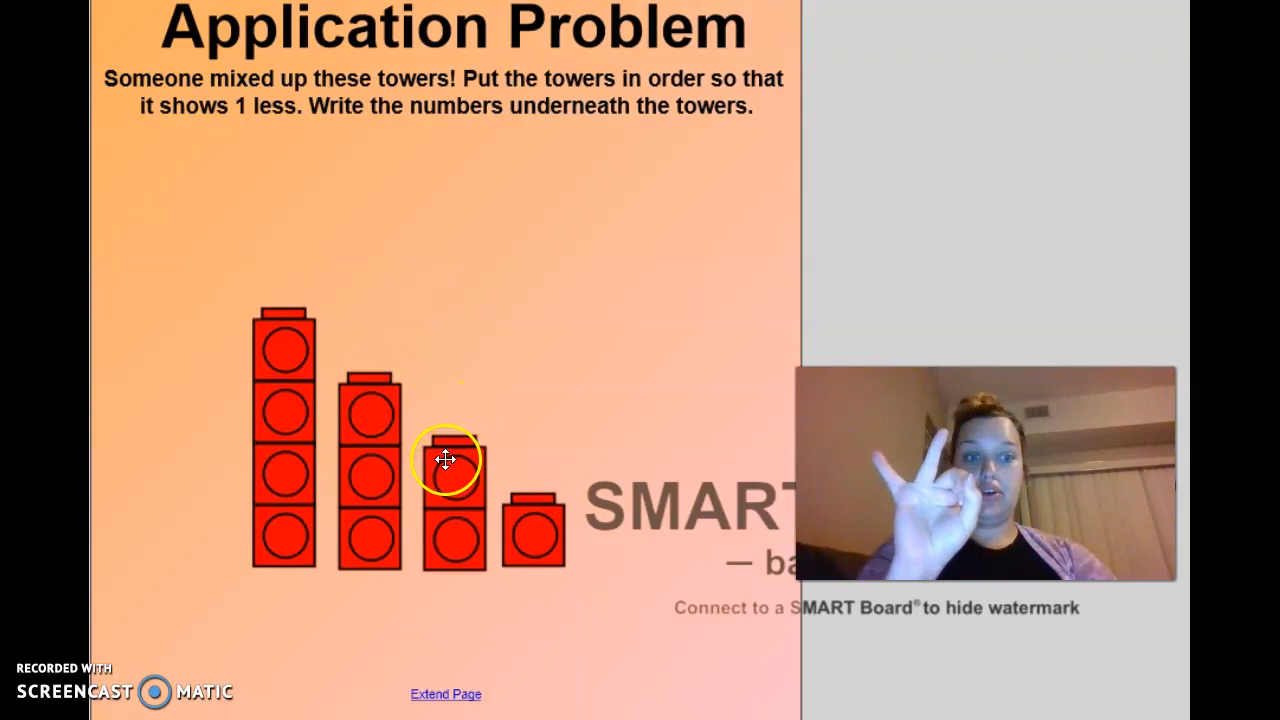 Application Problem
Someone mixed up these towers! Put the towers in order so that
it shows 1 less. Write the numbers underneath the towers.
SMART
— ba
Connect to a SMART Board® to hide watermark
RECORDED WITH
SCREENCAST MATIC
Extend Page